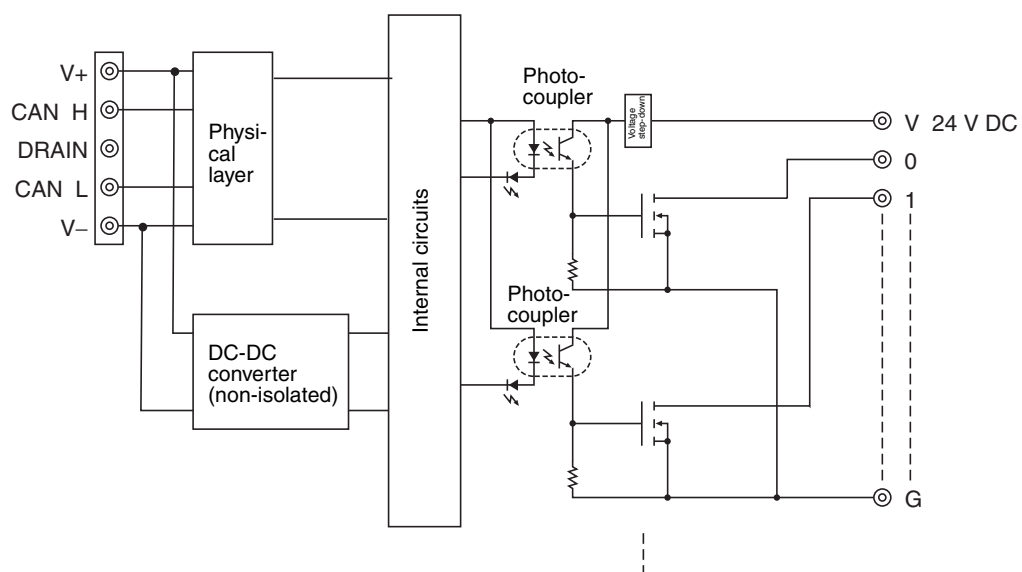 V+
CAN H
DRAIN
CAN L
V–
Physi-
cal
layer
DC-DC
converter
(non-isolated)
Internal circuits
Photo-
coupler
Photo-
coupler
Voltage
step-down
V 24 V DC
0
1
G